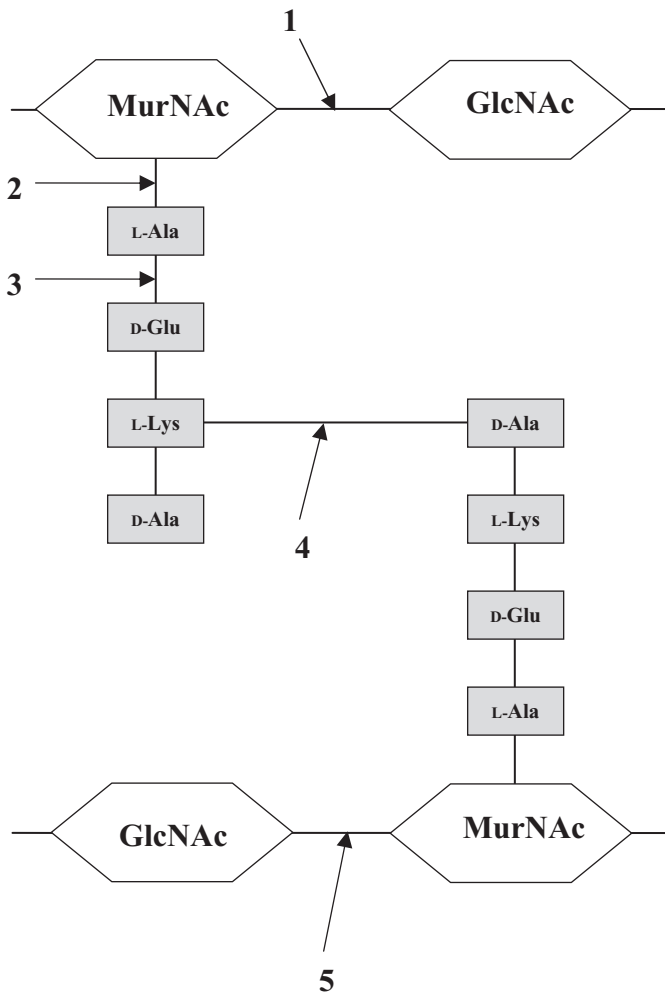 1
MurNAc
GlcNAc
2
L-Ala
3
D-Glu
L-Lys
D-Ala
D-Ala
L-Lys
4
D-Glu
L-Ala
GlcNAc
MurNAc
5